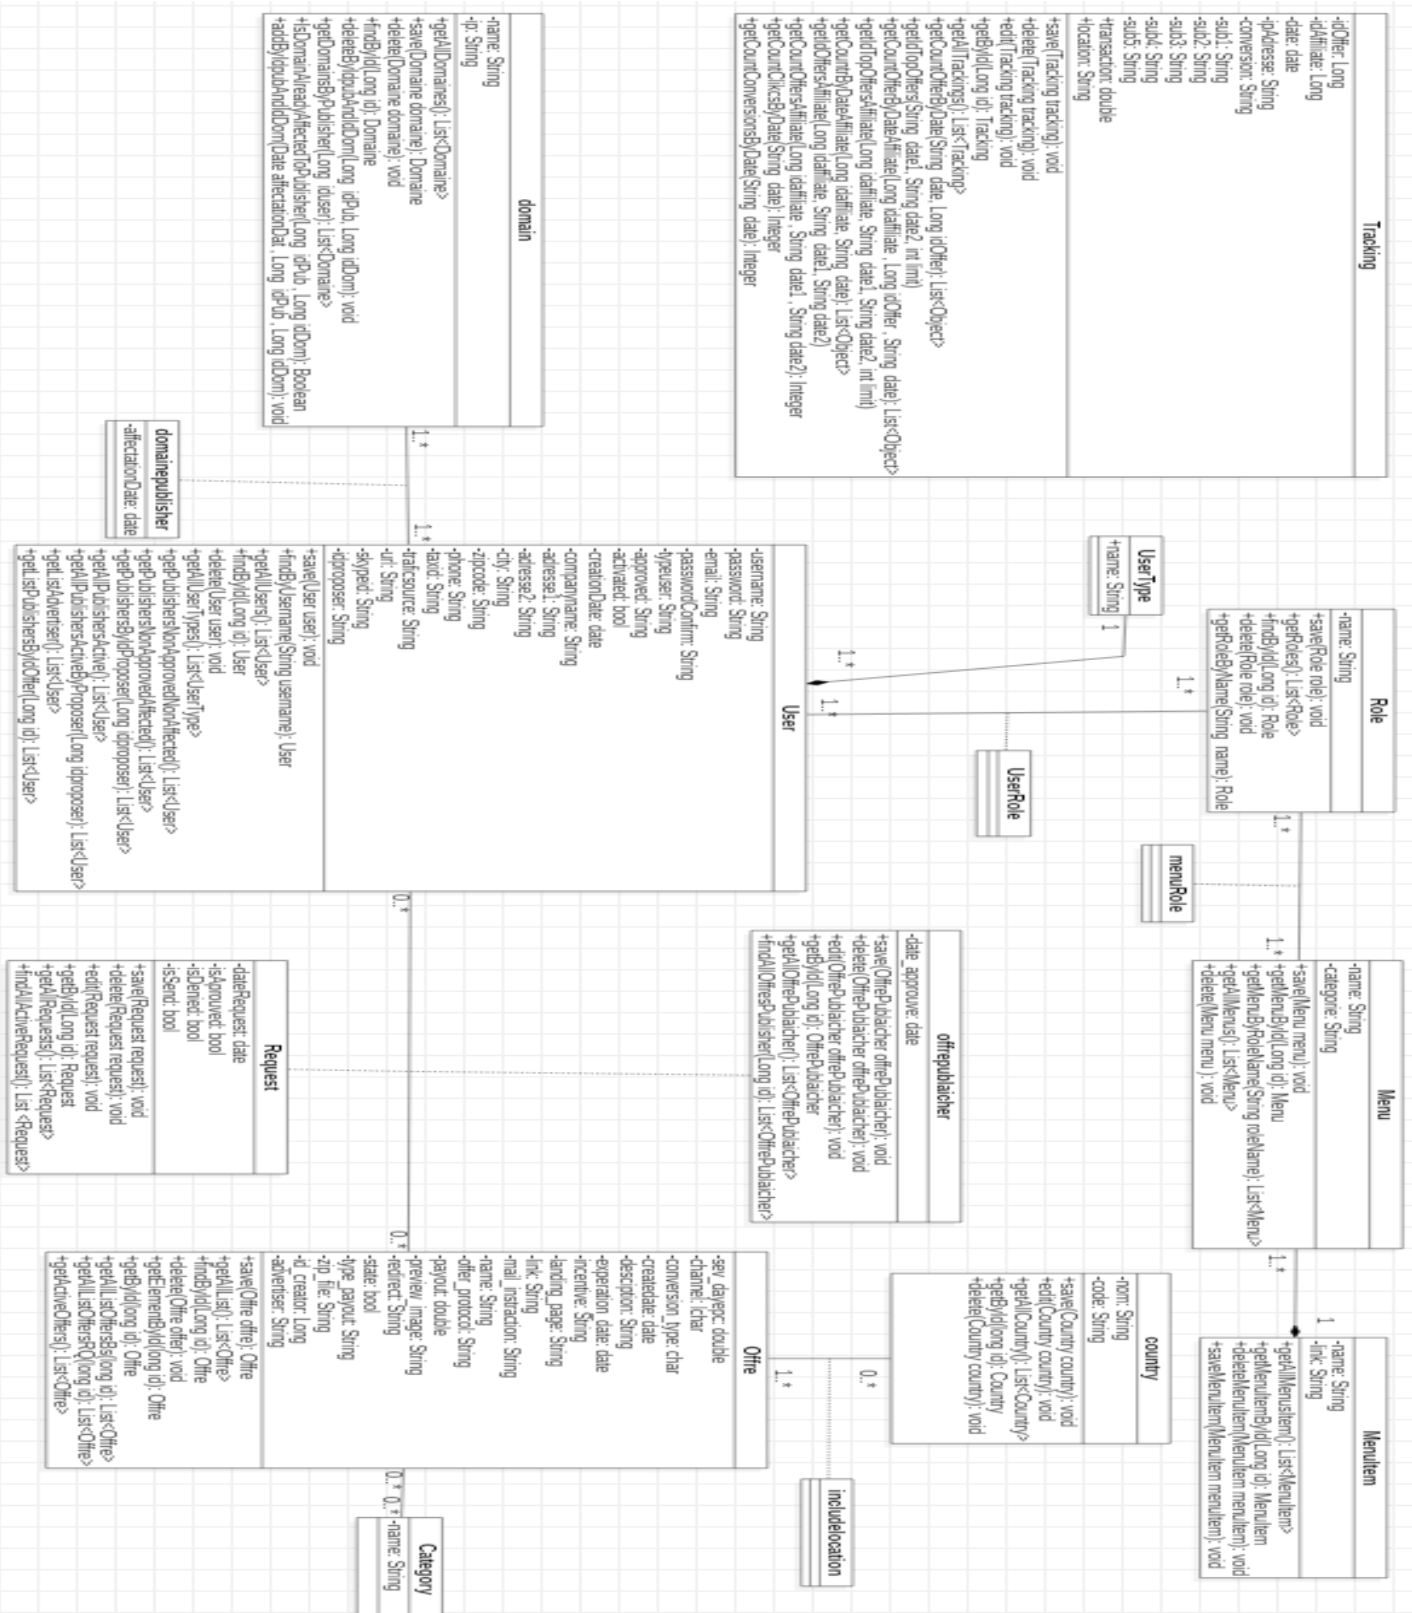 Tracking
-idOffer: Long
-idAffiliate: Long
-date: date
-ipAdresse: String
-conversion: String
-sub1: String
-sub2: String
-sub3: String
-sub4: String
-sub5: String
+transaction: double
+location: String
+save(Tracking tracking): void
+delete(Tracking tracking): void
+edit(Tracking tracking): void
+getById(Long id): Tracking
+getAllTrackings(): List<Tracking>
+getCountOfferByDate(String date, Long idOffer): List<Object>
+getIdTopOffers(String date1, String date2, int limit)
+getCountOfferByDateAffiliate(Long idaffiliate , Long idOffer , String date): List<Object>
+getIdTopOffersAffiliate(Long idaffiliate, String date1, String date2, int limit)
+getCountrByDateAffiliate(Long idaffliate, String date): List<Object>
+getIdOffersAffiliate(Long idaffiliate, String date1, String date2)
+getCountOffersAffiliate(Long idaffiliate , String date1 , String date2): Integer
+getCountClikcsByDate(String date): Integer
+getCountConversionsByDate(String date): Integer
domain
-name: String
-ip: String
+getAllDomaines(): List<Domaine>
+save(Domaine domaine): Domaine
+delete(Domaine domaine): void
+findById(Long id): Domaine
+deleteByIdpubAndIdDom(Long idPub, Long idDom): void
+getDomainsByPublisher(Long iduser): List<Domaine>
+IsDomainAlreadyAffectedToPublisher(Long idPub , Long idDom): Boolean
+addByIdpubAndIdDom(Date affectationDat , Long idPub , Long idDom): void
1..*
1..*
domainepublisher
-affectationDate: date
UserType
+name: String
1
1..*
Role
-name: String
+save(Role role): void
+getRoles(): List<Role>
+findById(Long id): Role
+delete(Role role): void
+getRoleByName(String name): Role
1..*
1..*
UserRole
User
-username: String
-password: String
-email: String
-passwordConfirm: String
-typeuser: String
-approved: String
-activated: bool
-creationDate: date
-companyname: String
-adresse1: String
-adresse2: String
-city: String
-zipcode: String
-phone: String
-taxid: String
-traficsource: String
-url: String
-skypeid: String
-idproposer: String
+save(User user): void
+findByUsername(String username): User
+getAllUsers(): List<User>
+findById(Long id): User
+delete(User user): void
+getAllUserTypes(): List<UserType>
+getPublishersNonApprovedNonAffected(): List<User>
+getPublishersNonApprovedAffected(): List<User>
+getPublishersByIdProposer(Long idproposer): List<User>
+getAllPublishersActive(): List<User>
+getAllPublishersActiveByProposer(Long idproposer): List<User>
+getListAdvertiser(): List<User>
+getListPublishersByIdOffer(Long id): List<User>
1..*
menuRole
1..*
Menu
-name: String
-categorie: String
+save(Menu menu): void
+getMenuById(Long id): Menu
+getMenuByRoleName(String roleName): List<Menu>
+getAllMenus(): List<Menu>
+delete(Menu menu ): void
1..*
1
MenuItem
-name: String
-link: String
+getAllMenusItem(): List<MenuItem>
+getMenuItemById(Long id): MenuItem
+deleteMenuItem(MenuItem menuItem): void
+saveMenuItem(MenuItem menuItem): void
offrepublaicher
-date_approuve: date
+save(OffrePublaicher offrePublaicher): void
+delete(OffrePublaicher offrePublaicher): void
+edit(OffrePublaicher offrePublaicher): void
+getById(Long id): OffrePublaicher
+getAllOffrePublaicher(): List<OffrePublaicher>
+findAllOffresPublisher(Long id): List<OffrePublaicher>
0..*
0..*
Request
-dateRequest: date
-isAprouved: bool
-isDenied: bool
-isSend: bool
+save(Request request): void
+delete(Request request): void
+edit(Request request): void
+getById(Long id): Request
+getAllRequests(): List<Request>
+findAllActiveRequest(): List <Request>
country
-nom: String
-code: String
+save(Country country): void
+edit(Country country): void
+getAllCountry(): List<Country>
+getById(long id): Country
+delete(Country country): void
0..*
1..*
includelocation
Offre
-sev_dayepc: double
-channel: lchar
-conversion_type: char
-createdate: date
-desciption: String
-experation_date: date
-incentive: String
-landing_page: String
-link: String
-mail_instraction: String
-name: String
-offer_protocol: String
-payout: double
-preview_image: String
-redirect: String
-state: bool
-type_payout: String
-zip_file: String
-id_creator: Long
-advertiser: String
+save(Offre offre): Offre
+getAllList(): List<Offre>
+findById(Long id): Offre
+delete(Offre offer): void
+getElementById(long id): Offre
+getById(long id): Offre
+getAllListOffersBs(long id): List<Offre>
+getAllListOffersRQ(long id): List<Offre>
+getActiveOffers(): List<Offre>
0..*
0..*
Category
-name: String